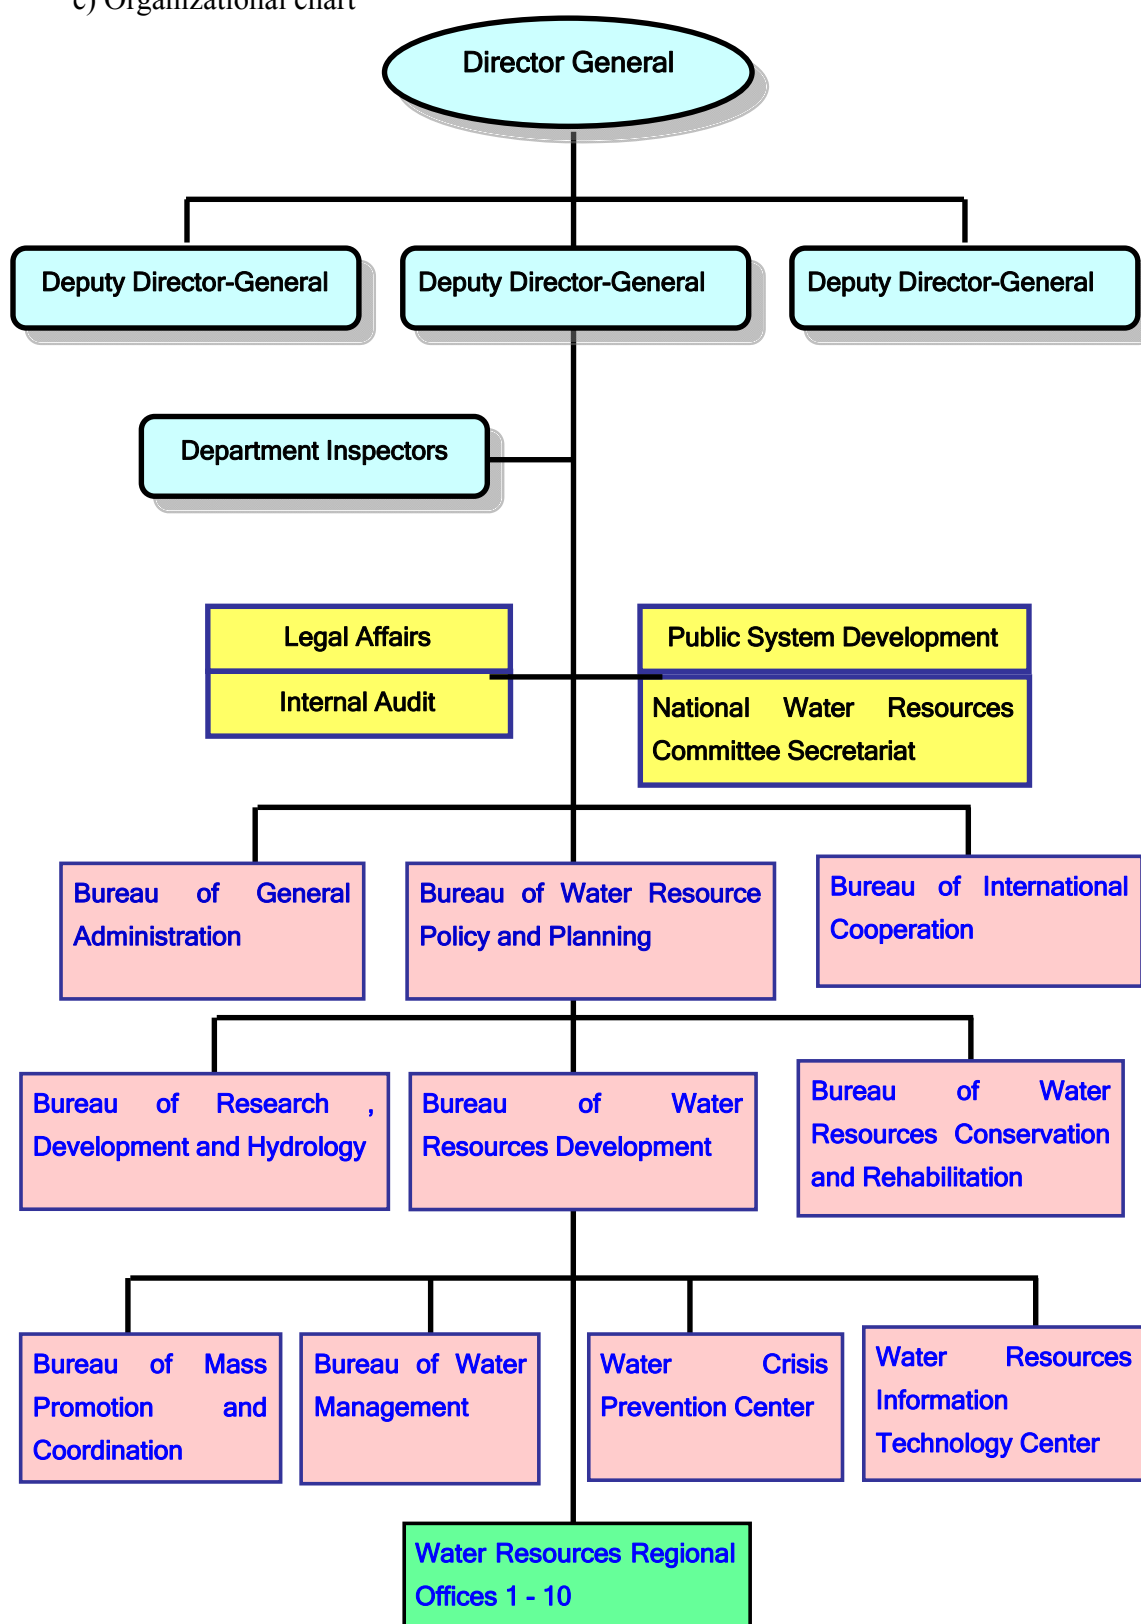 c) Organizational chart
Director General
Deputy Director-General
Deputy Director-General
Deputy Director-General
Department Inspectors
Legal Affairs
Internal Audit
Public System Development
National Water Resources
Committee Secretariat
Bureau of General
Administration
Bureau of Water Resource
Policy and Planning
Bureau of International
Cooperation
Bureau of Research ,
Development and Hydrology
Bureau of Water
Resources Development
Bureau of Water
Resources Conservation
and Rehabilitation
Bureau of Mass
Promotion and
Coordination
Bureau of Water
Management
Water Crisis
Prevention Center
Water Resources
Information
Technology Center
Water Resources Regional
Offices 1 - 10